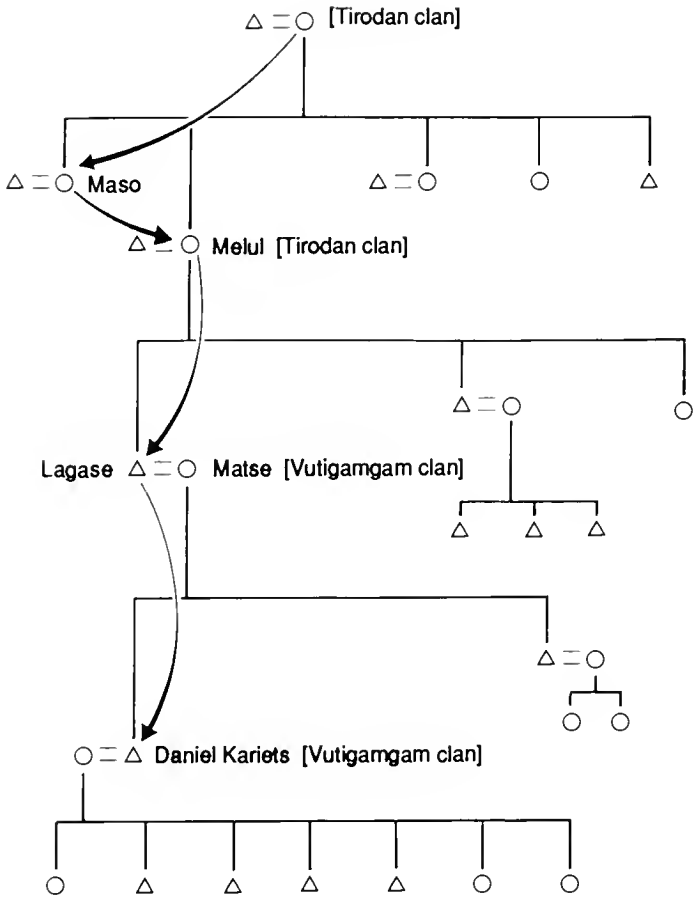 [Tirodan clan]
Maso
Melul [Tirodan clan]
Lagase
Matse [Vutigamgam clan]
Daniel Kariets [Vutigamgam clan]